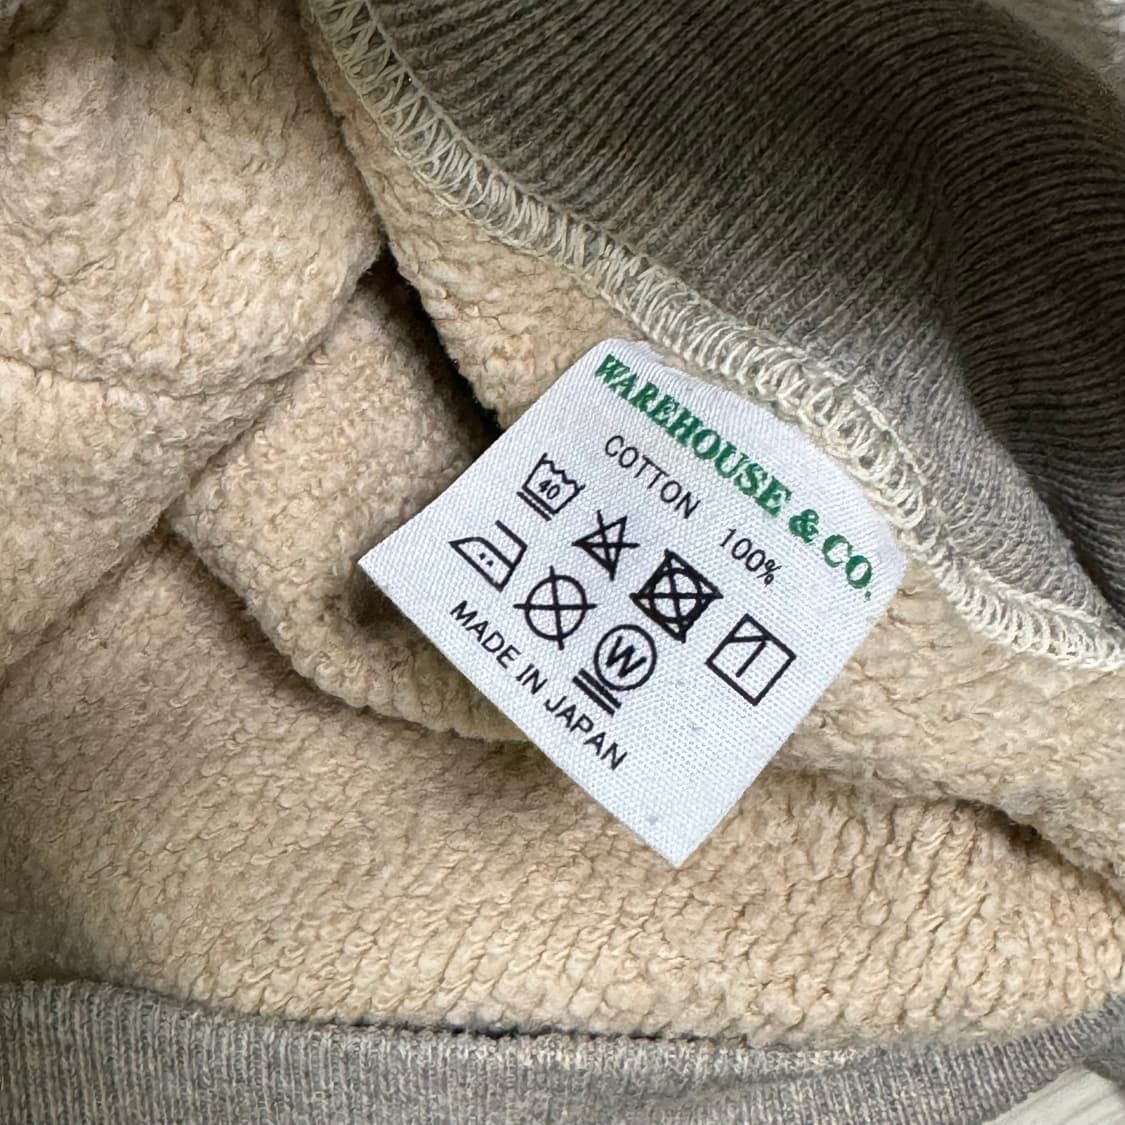 WAREHOUSE & CO.
COTTON 100%
40
W
MADE IN JAPAN